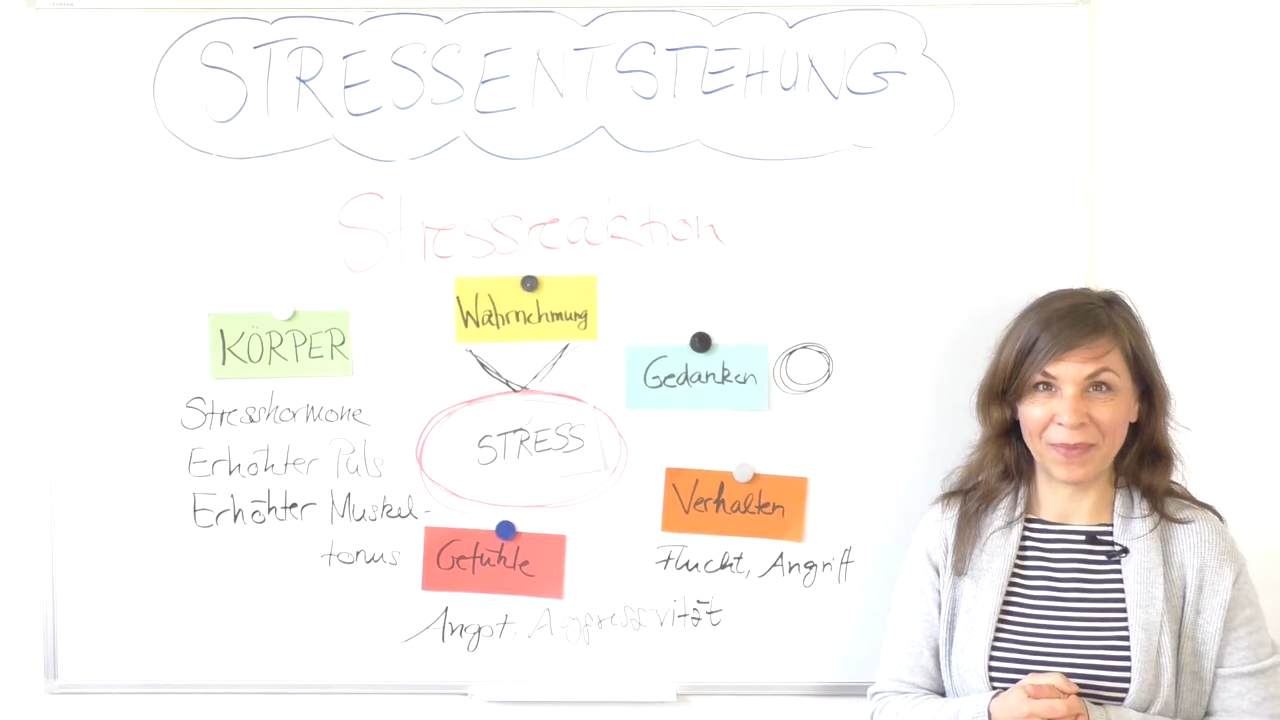 STRESSENTSTEHUNG
Stressreaktion
Wahrnehmung
KÖRPER
Gedanken
Stresshormone
Erhöhter Puls
Erhöhter Muskel-
tonus
STRESS
Verhalten
Flucht, Angriff
Gefühle
Angst, Aggressivität